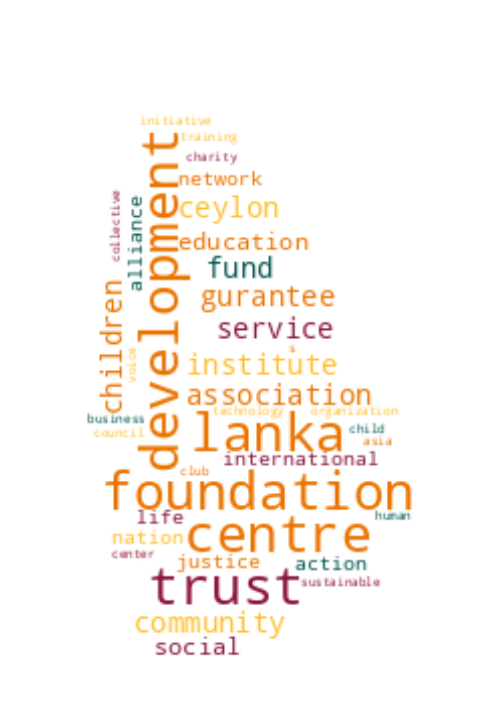 initiative
training
charity
network
collective
alliance
development
ceylon
education
fund
children
gurantee
service
s
voice
institute
association
technology
organization
business
lanka
child
council
asia
international
club
foundation
life
human
centre
nation
center
justice
action
trust
sustainable
community
social